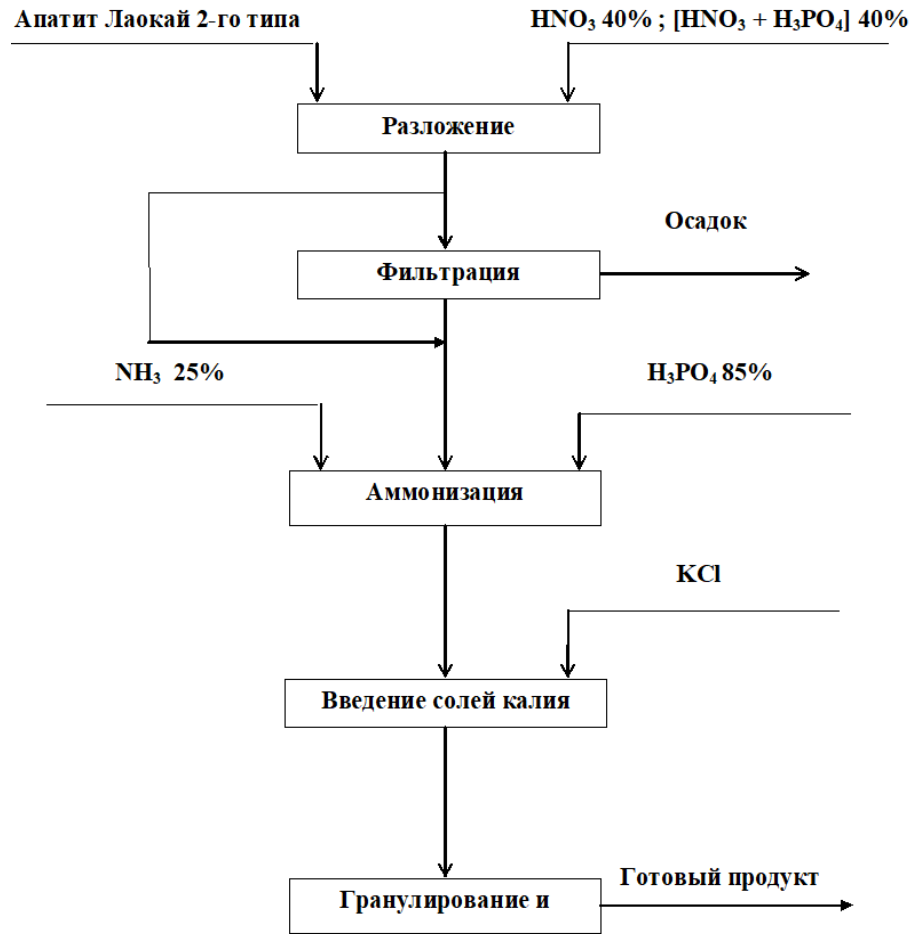 Апатит Лаокай 2-го типа
HNO₃ 40% ; [HNO₃ + H₃PO₄] 40%
Разложение
Осадок
Фильтрация
NH₃ 25%
H₃PO₄ 85%
Аммонизация
KCl
Введение солей калия
Готовый продукт
Гранулирование и